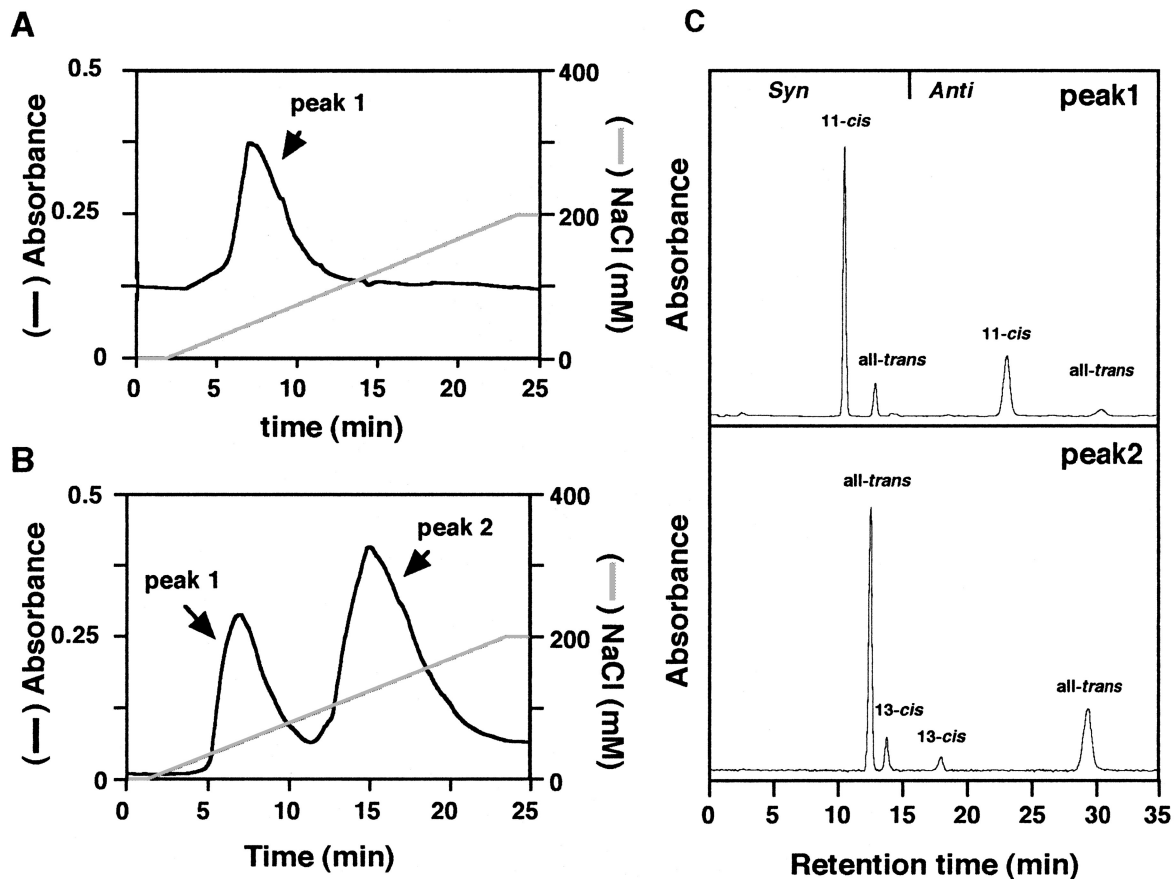 A
0.5
0.25
0
(—) Absorbance
peak 1
400
200
0
(—) NaCl (mM)
0 5 10 15 20 25
time (min)
B
0.5
0.25
0
(—) Absorbance
peak 1
peak 2
400
200
0
(—) NaCl (mM)
0 5 10 15 20 25
Time (min)
C
Syn Anti
peak1
Absorbance
11-cis
all-trans
11-cis
all-trans
peak2
Absorbance
all-trans
13-cis
13-cis
all-trans
0 5 10 15 20 25 30 35
Retention time (min)